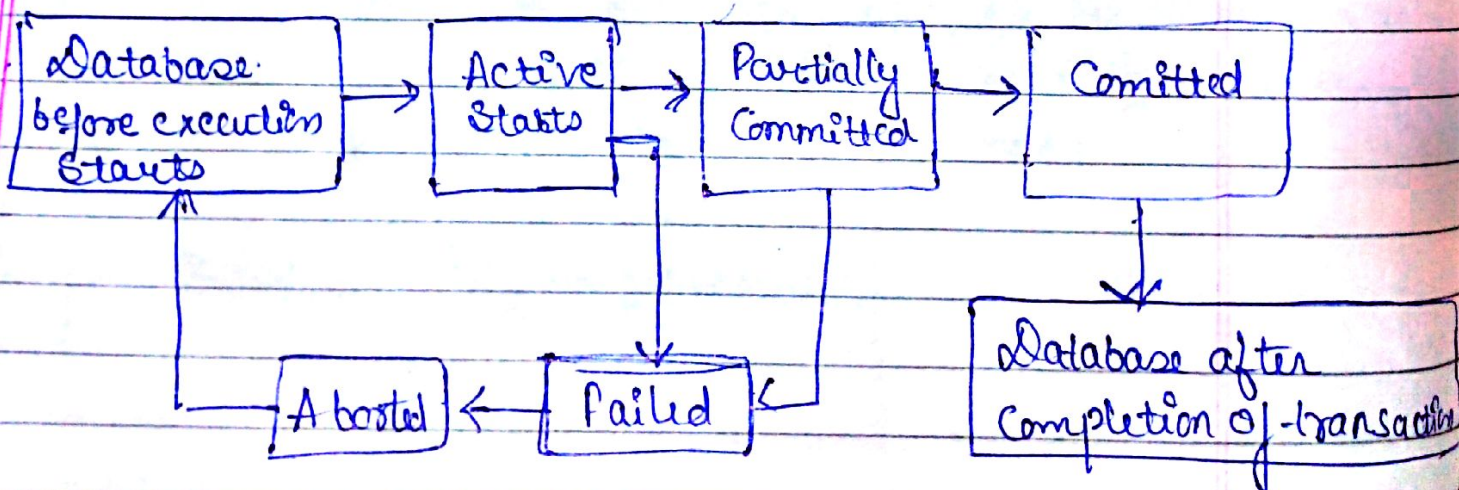 Database
before execution
Starts
Active
Starts
Partially
Committed
Comitted
Aborted
Failed
Database after
Completion of transaction